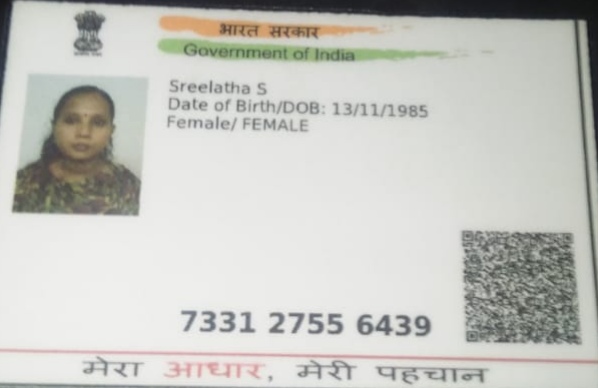 भारत सरकार
Government of India
Sreelatha S
Date of Birth/DOB: 13/11/1985
Female/ FEMALE
7331 2755 6439
मेरा आधार, मेरी पहचान